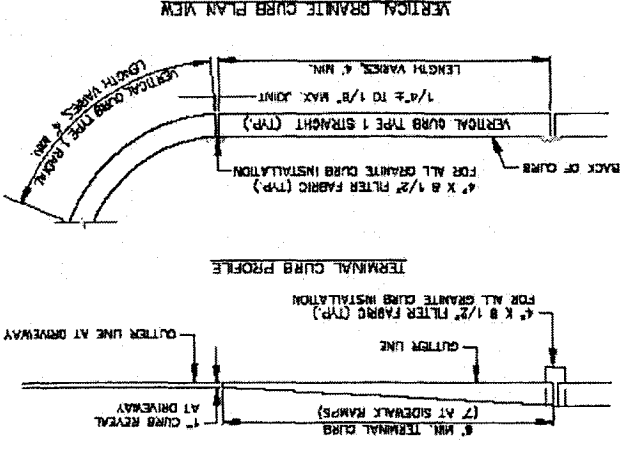 6' MIN. TERMINAL CURB
(7' AT SIDEWALK RAMPS)
1" CURB REVEAL
AT DRIVEWAY
GUTTER LINE
GUTTER LINE AT DRIVEWAY
4" X 8 1/2" FILTER FABRIC (TYP.)
FOR ALL GRANITE CURB INSTALLATION
TERMINAL CURB PROFILE
4" X 8 1/2" FILTER FABRIC (TYP.)
FOR ALL GRANITE CURB INSTALLATION
BACK OF CURB
VERTICAL CURB TYPE 1 RADIAL
LENGTH VARIES, 4' MIN.
VERTICAL CURB TYPE 1 STRAIGHT (TYP.)
1/4"± TO 1/8" MAX. JOINT
LENGTH VARIES, 4' MIN.
VERTICAL GRANITE CURB PLAN VIEW